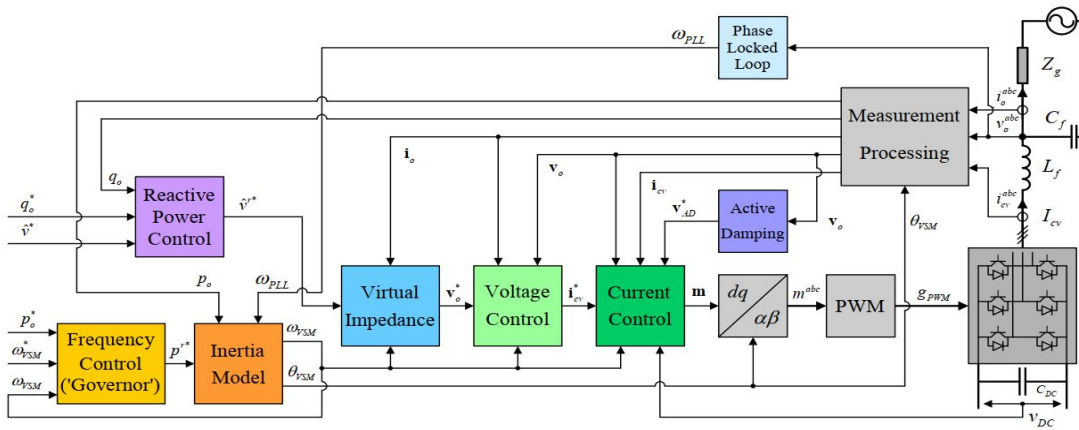 Phase
Locked
Loop
ω_PLL
Z_g
i_o^abc
v_o^abc
C_f
Measurement
Processing
L_f
i_cv^abc
I_cv
i_o
v_o
i_cv
v*_AD
Active
Damping
v_o
θ_VSM
q_o
q_o^*
v̂^*
Reactive
Power
Control
v̂^r*
p_o
ω_PLL
Virtual
Impedance
v_o^*
Voltage
Control
i_cv^*
Current
Control
m
dq
αβ
m^abc
PWM
g_PWM
p_o^*
ω_VSM^*
ω_VSM
Frequency
Control
('Governor')
p^r*
Inertia
Model
ω_VSM
θ_VSM
C_DC
v_DC